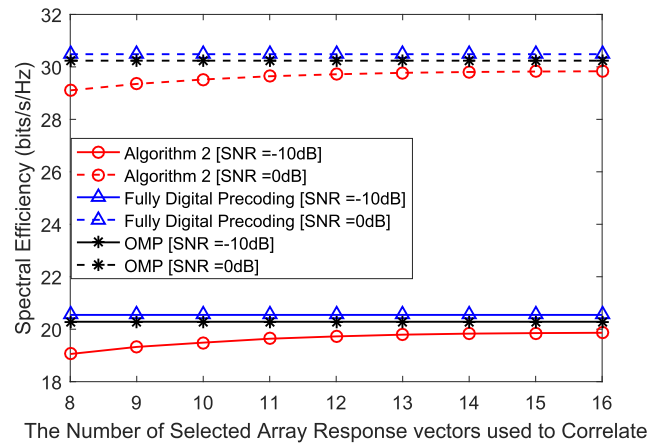 32
30
28
26
24
22
20
18
Spectral Efficiency (bits/s/Hz)
Algorithm 2 [SNR =-10dB]
Algorithm 2 [SNR =0dB]
Fully Digital Precoding [SNR =-10dB]
Fully Digital Precoding [SNR =0dB]
OMP [SNR =-10dB]
OMP [SNR =0dB]
8 9 10 11 12 13 14 15 16
The Number of Selected Array Response vectors used to Correlate